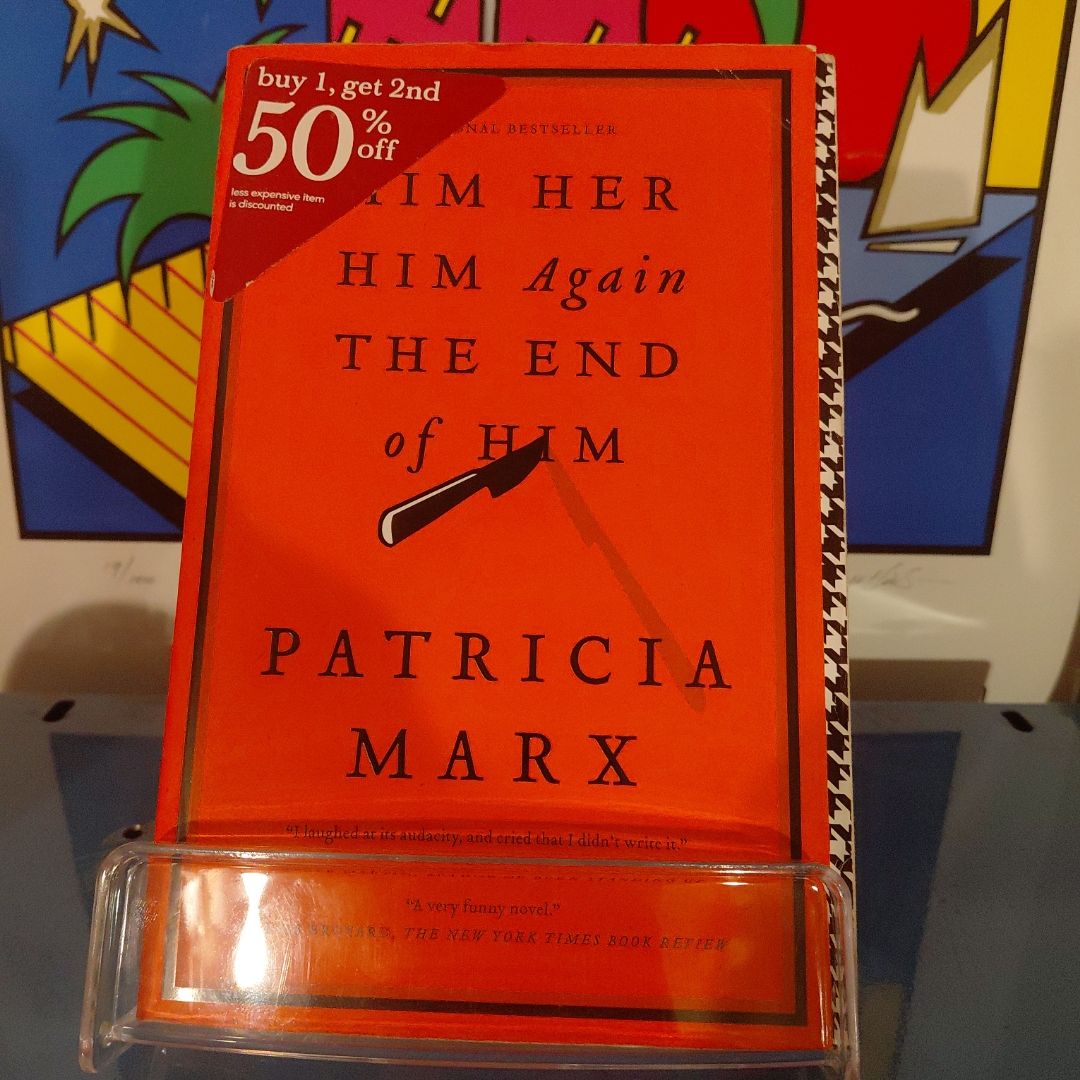 buy 1, get 2nd
50% off
less expensive item
is discounted
BESTSELLER
HIM HER
HIM Again
THE END
of HIM
PATRICIA
MARX
“I laughed at its audacity, and cried that I didn’t write it.”
“A very funny novel.”
THE NEW YORK TIMES BOOK REVIEW